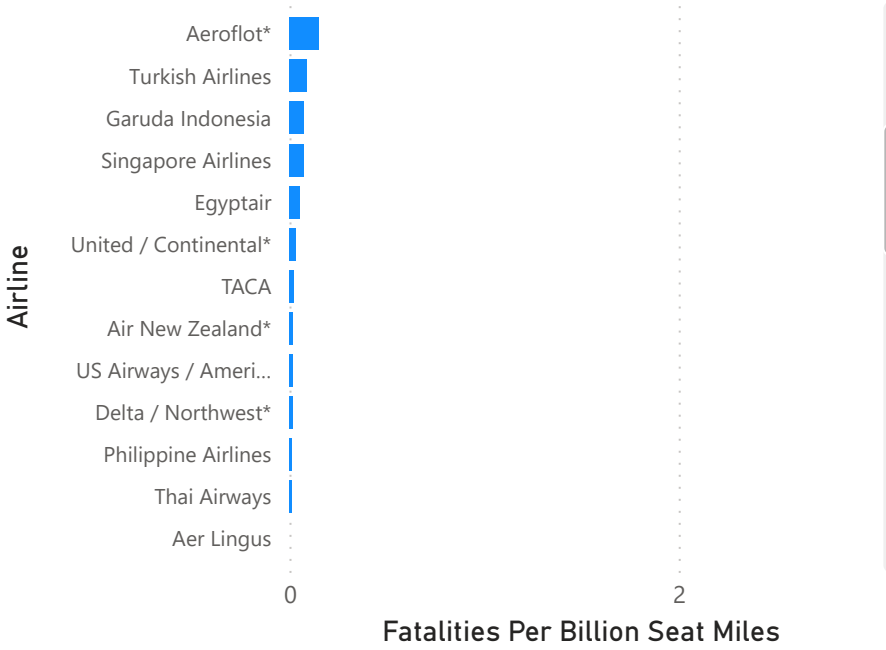 Airline
Aeroflot*
Turkish Airlines
Garuda Indonesia
Singapore Airlines
Egyptair
United / Continental*
TACA
Air New Zealand*
US Airways / Ameri...
Delta / Northwest*
Philippine Airlines
Thai Airways
Aer Lingus
0 2
Fatalities Per Billion Seat Miles